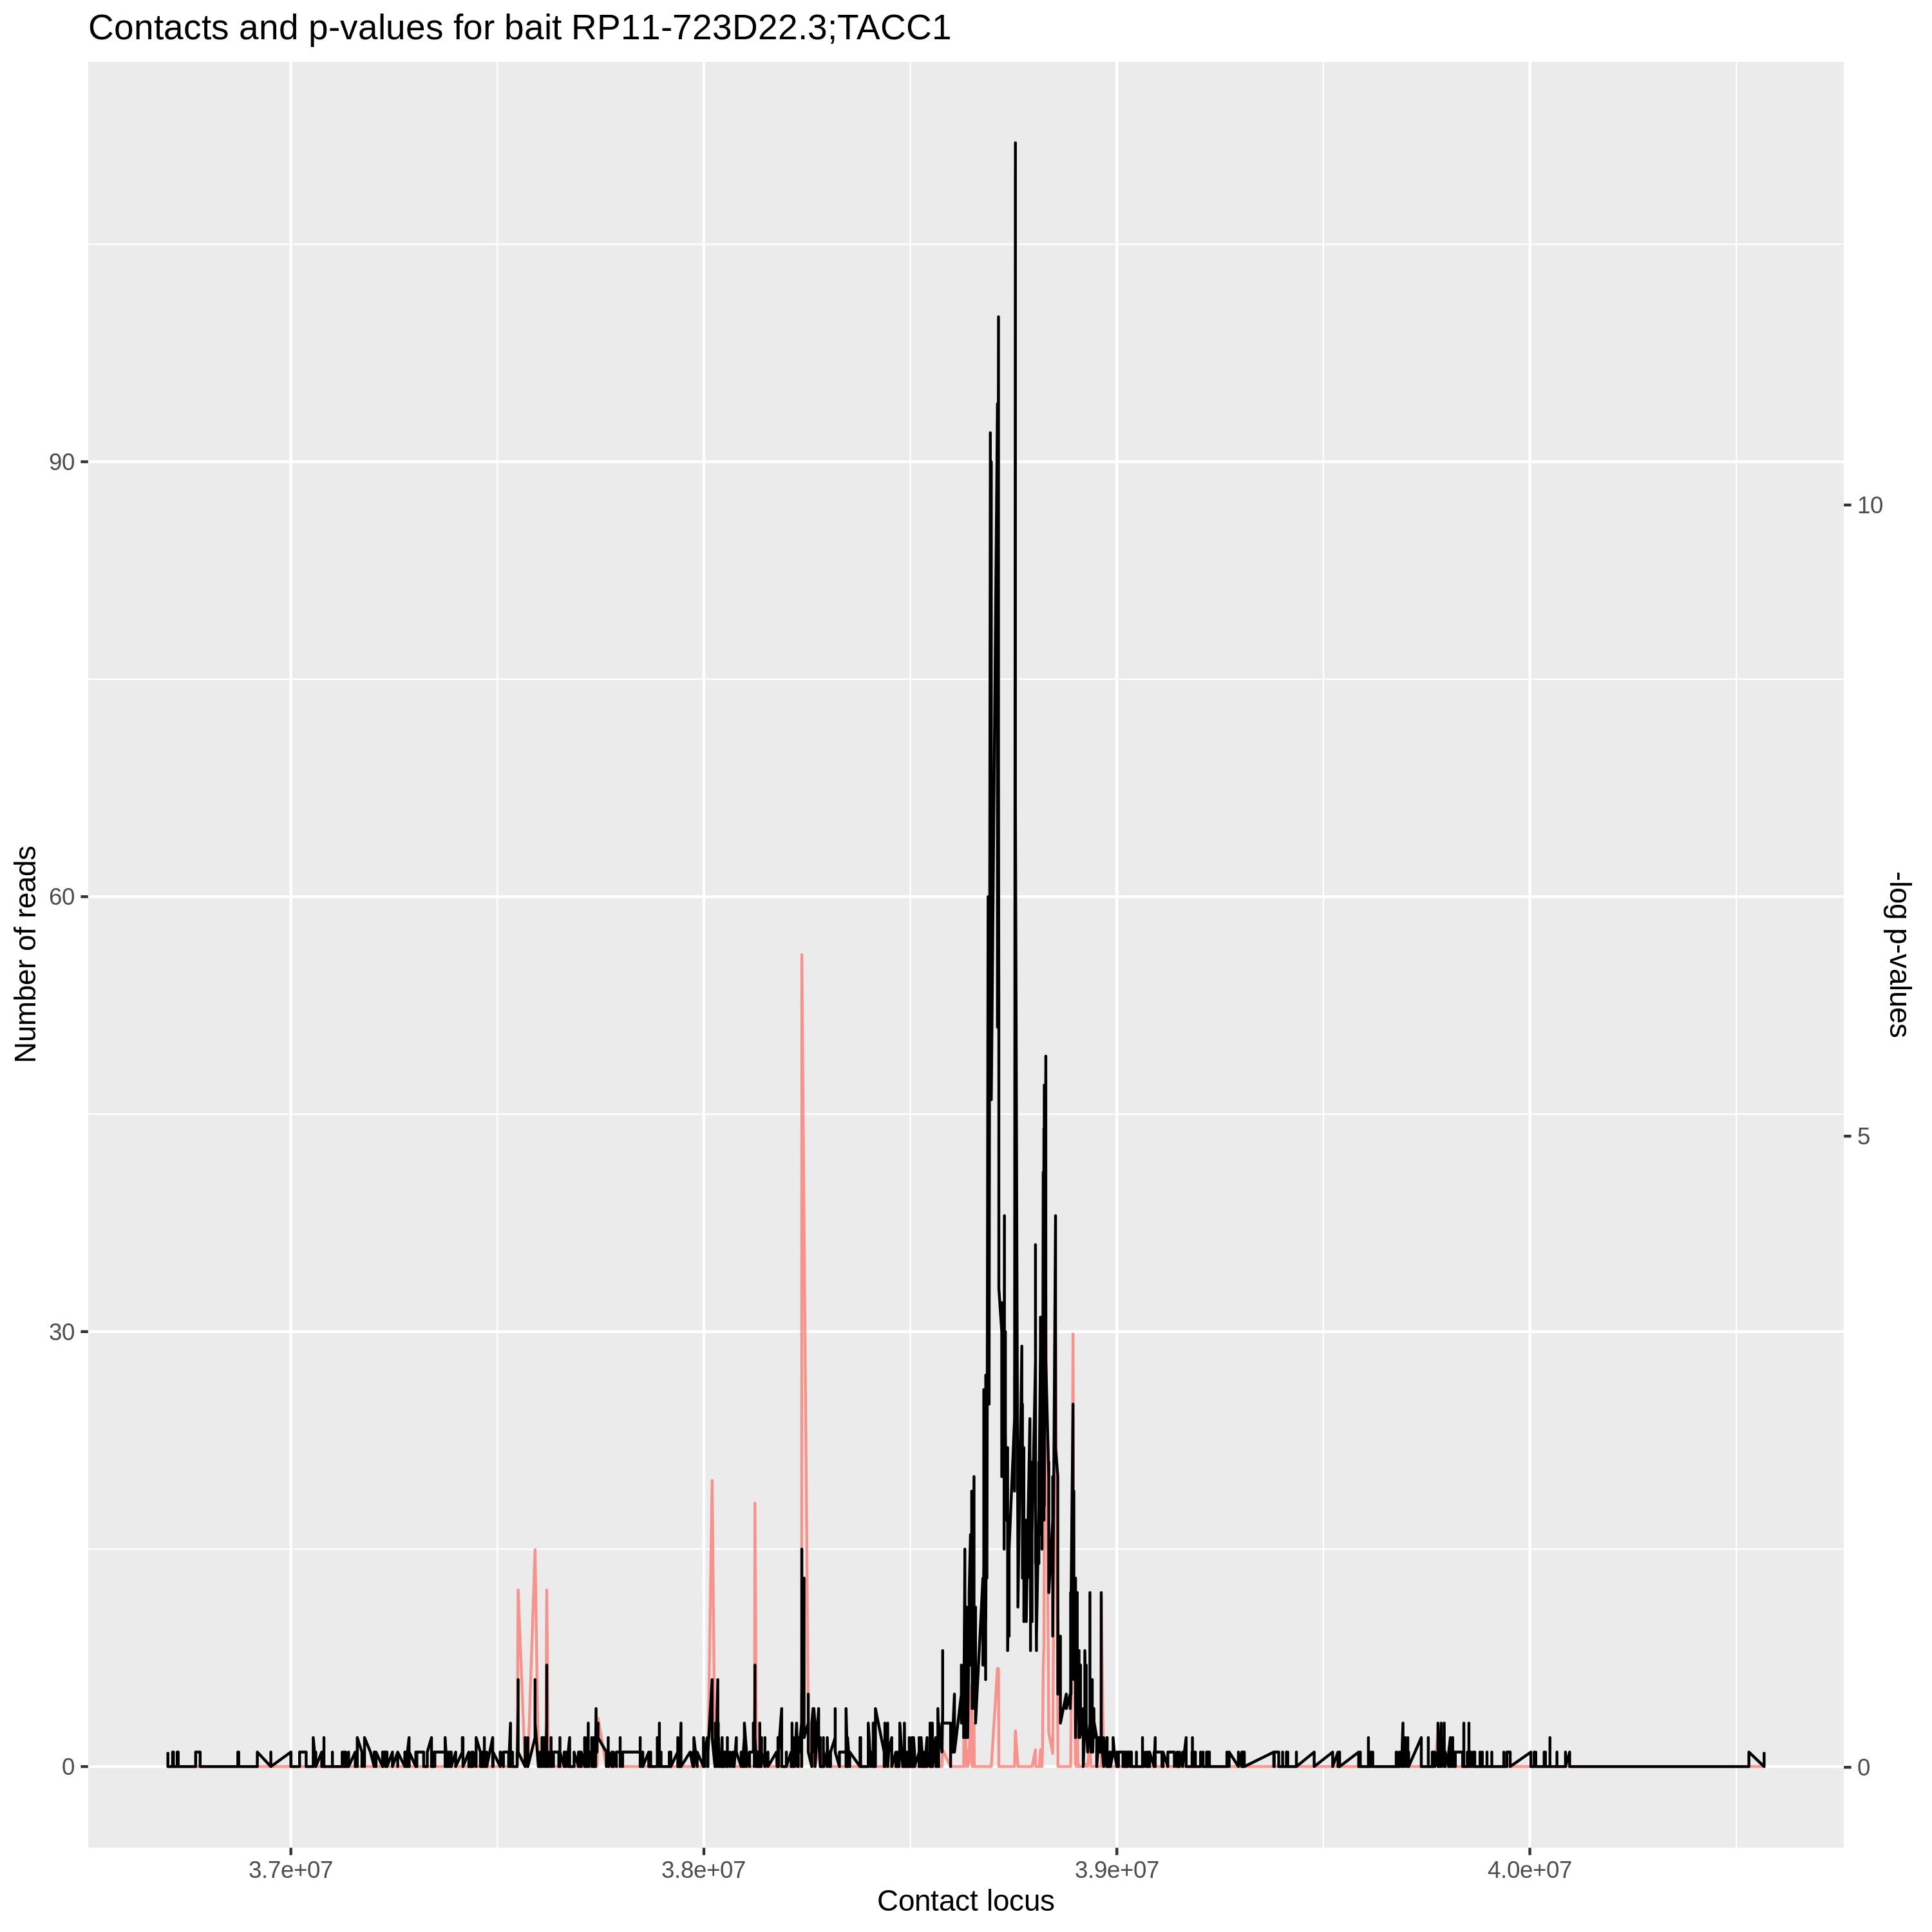 Contacts and p-values for bait RP11-723D22.3;TACC1
Number of reads
90
60
30
0
10
5
0
-log p-values
3.7e+07
3.8e+07
3.9e+07
4.0e+07
Contact locus